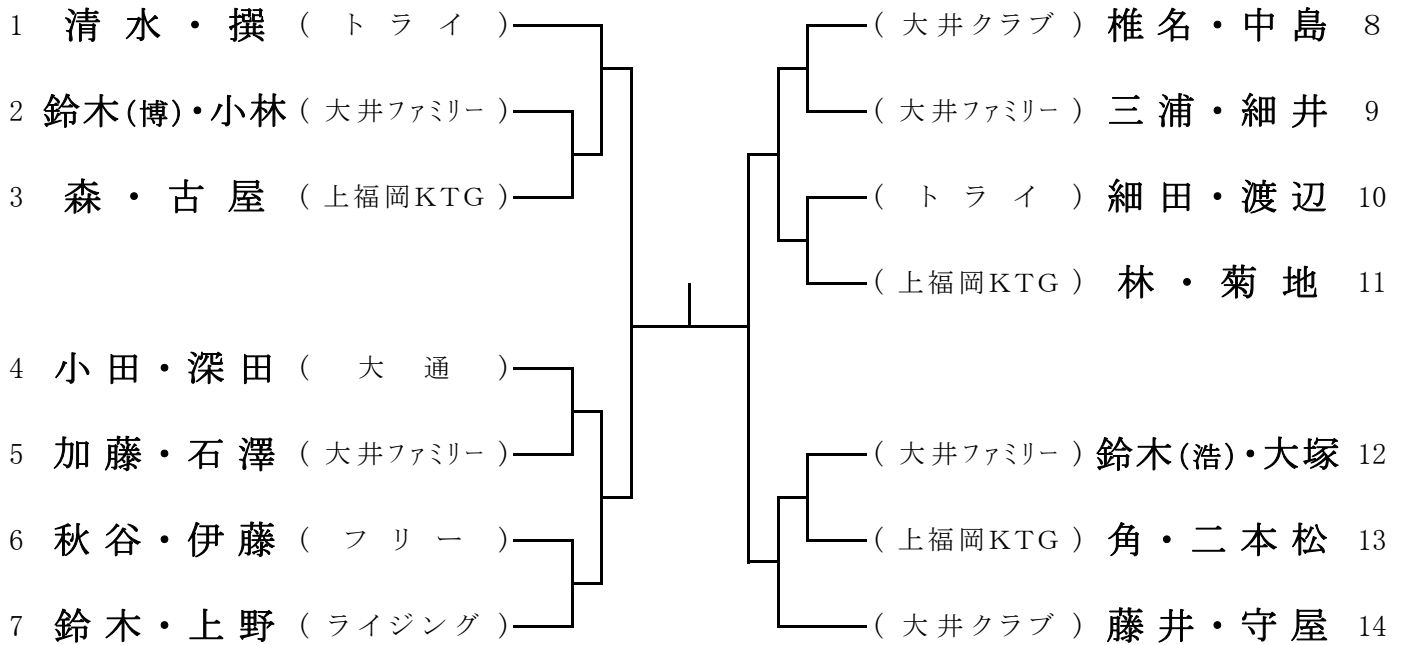 1 清水・撰 (トライ)
2 鈴木(博)・小林 (大井ファミリー)
3 森・古屋 (上福岡KTG)
4 小田・深田 (大通)
5 加藤・石澤 (大井ファミリー)
6 秋谷・伊藤 (フリー)
7 鈴木・上野 (ライジング)
(大井クラブ) 椎名・中島 8
(大井ファミリー) 三浦・細井 9
(トライ) 細田・渡辺 10
(上福岡KTG) 林・菊地 11
(大井ファミリー) 鈴木(浩)・大塚 12
(上福岡KTG) 角・二本松 13
(大井クラブ) 藤井・守屋 14